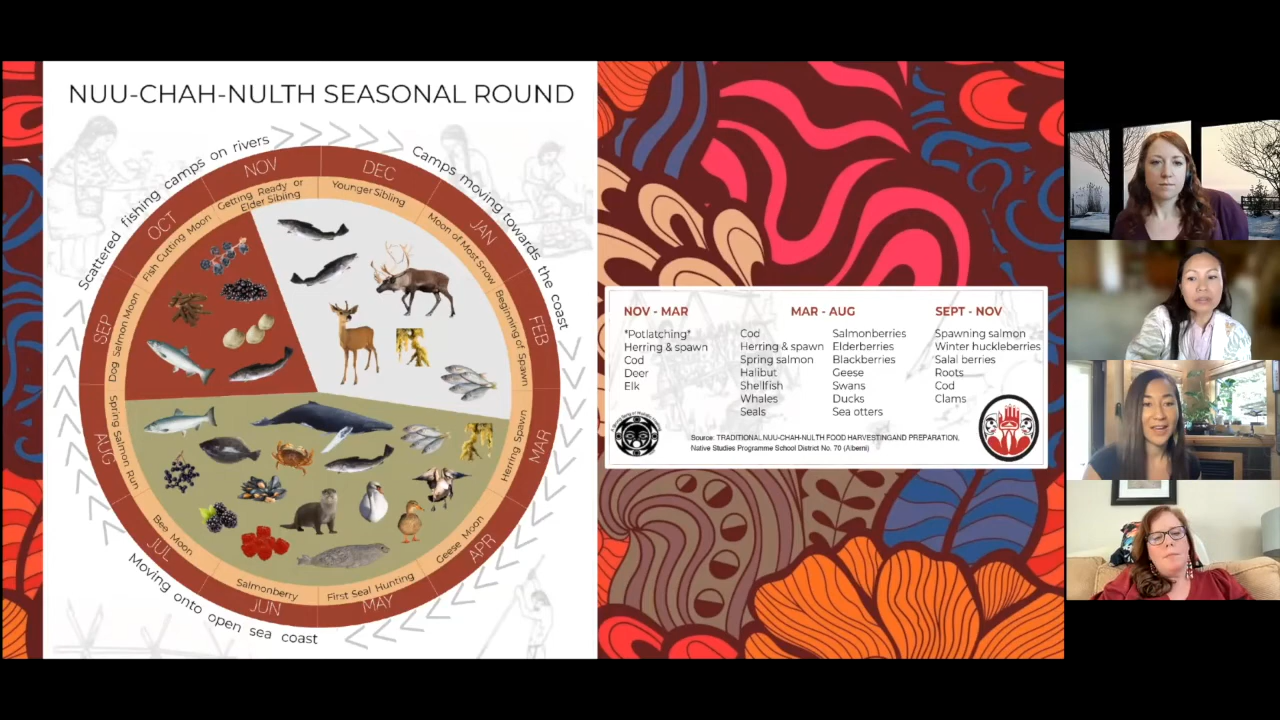 NUU-CHAH-NULTH SEASONAL ROUND
Scattered fishing camps on rivers
Camps moving towards the coast
Moving onto open sea coast
NOV
Getting Ready or
Elder Sibling
DEC
Younger Sibling
JAN
Moon of Most Snow
FEB
Beginning of Spawn
MAR
Herring Spawn
APR
Geese Moon
MAY
First Seal Hunting
JUN
Salmonberry
JUL
Bee Moon
AUG
Spring Salmon Run
SEP
Dog Salmon Moon
OCT
Fish Cutting Moon
NOV - MAR
*Potlatching*
Herring & spawn
Cod
Deer
Elk
MAR - AUG
Cod
Herring & spawn
Spring salmon
Halibut
Shellfish
Whales
Seals
Salmonberries
Elderberries
Blackberries
Geese
Swans
Ducks
Sea otters
SEPT - NOV
Spawning salmon
Winter huckleberries
Salal berries
Roots
Cod
Clams
Source: TRADITIONAL NUU-CHAH-NULTH FOOD HARVESTINGAND PREPARATION,
Native Studies Programme School District No. 70 (Alberni)